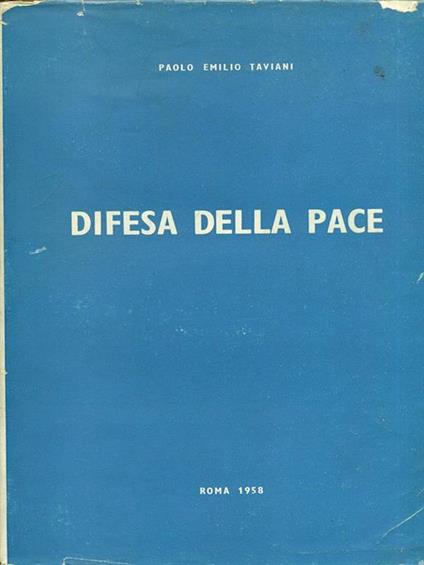 PAOLO EMILIO TAVIANI
DIFESA DELLA PACE
ROMA 1958